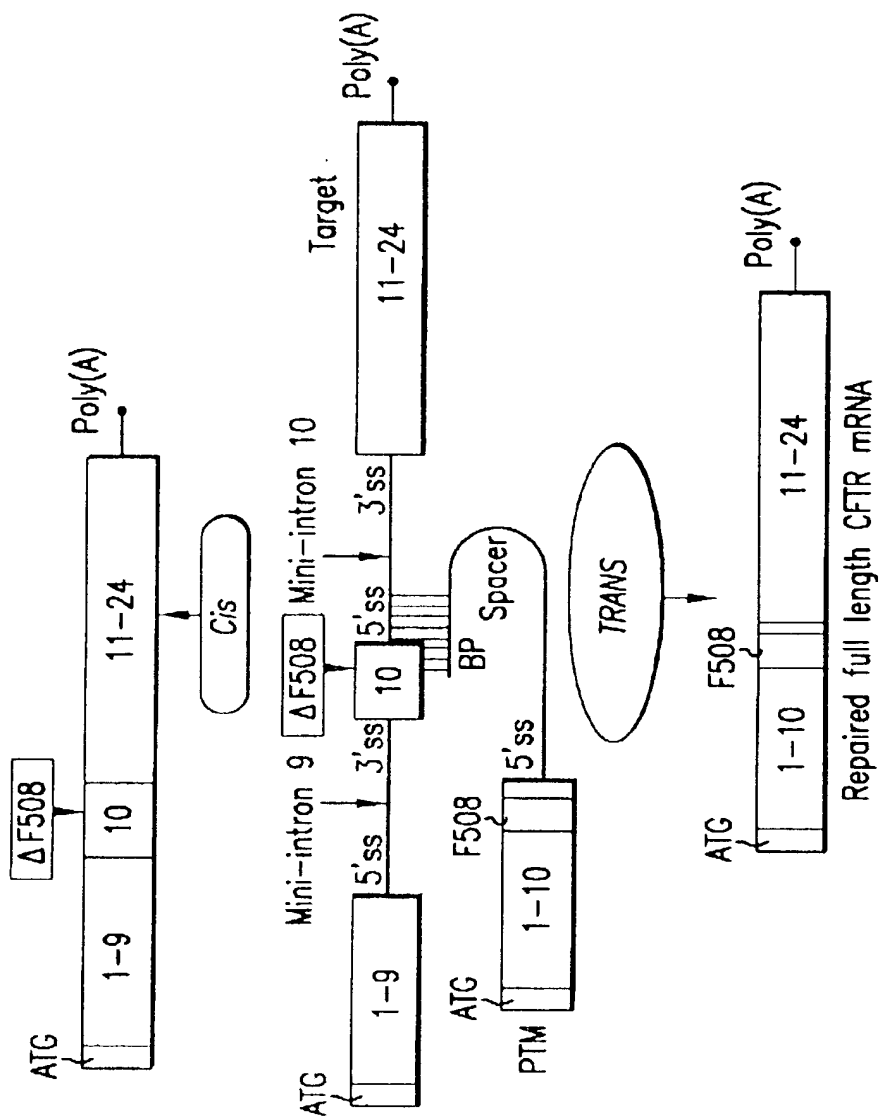 ΔF508
ATG
1-9
10
11-24
Poly(A)
Cis
Mini-intron 9
ΔF508
Mini-intron 10
Target
Poly(A)
ATG
1-9
5'ss
3'ss
10
5'ss
3'ss
11-24
BP
Spacer
ATG
F508
5'ss
1-10
PTM
TRANS
ATG
F508
Poly(A)
1-10
11-24
Repaired full length CFTR mRNA